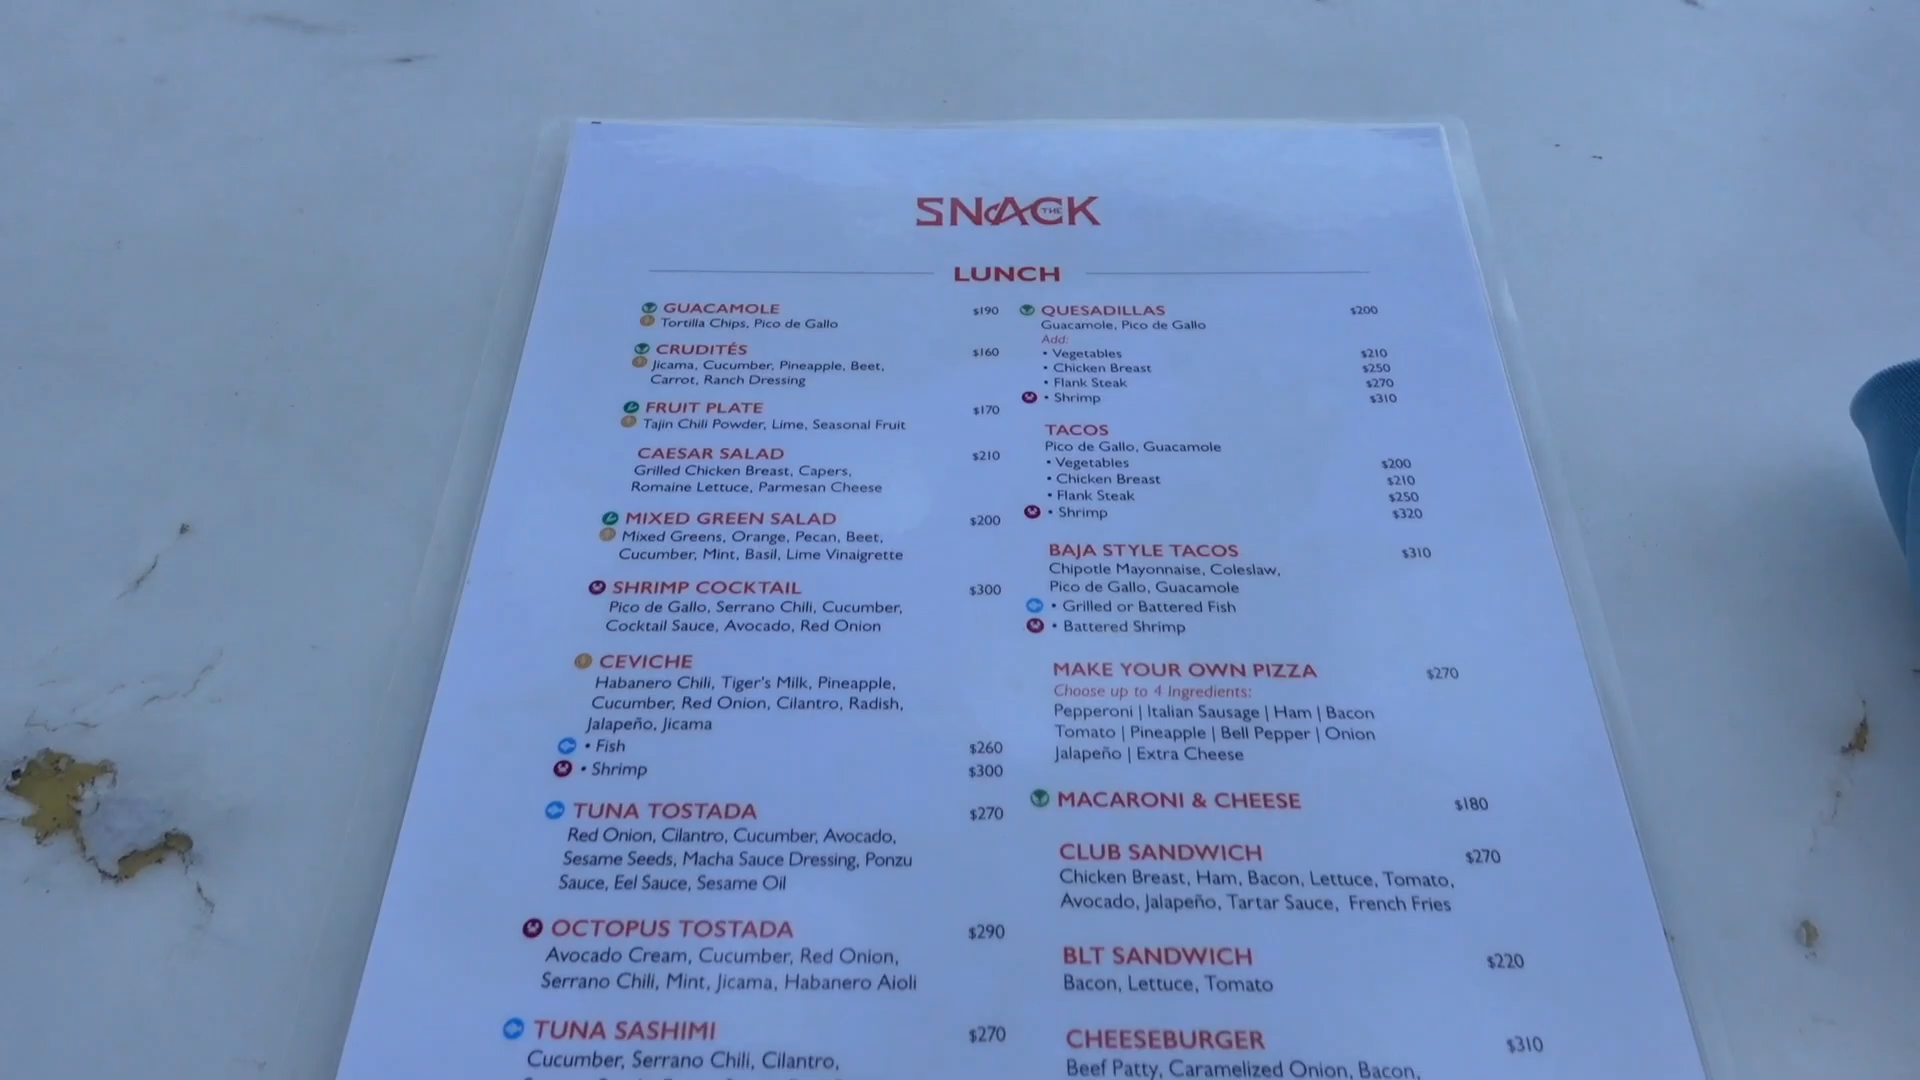 SNACK
THE
LUNCH
GUACAMOLE $190
Tortilla Chips, Pico de Gallo
CRUDITÉS $160
Jicama, Cucumber, Pineapple, Beet,
Carrot, Ranch Dressing
FRUIT PLATE $170
Tajin Chili Powder, Lime, Seasonal Fruit
CAESAR SALAD $210
Grilled Chicken Breast, Capers,
Romaine Lettuce, Parmesan Cheese
MIXED GREEN SALAD $200
Mixed Greens, Orange, Pecan, Beet,
Cucumber, Mint, Basil, Lime Vinaigrette
SHRIMP COCKTAIL $300
Pico de Gallo, Serrano Chili, Cucumber,
Cocktail Sauce, Avocado, Red Onion
CEVICHE
Habanero Chili, Tiger's Milk, Pineapple,
Cucumber, Red Onion, Cilantro, Radish,
Jalapeño, Jicama
• Fish $260
• Shrimp $300
TUNA TOSTADA $270
Red Onion, Cilantro, Cucumber, Avocado,
Sesame Seeds, Macha Sauce Dressing, Ponzu
Sauce, Eel Sauce, Sesame Oil
OCTOPUS TOSTADA $290
Avocado Cream, Cucumber, Red Onion,
Serrano Chili, Mint, Jicama, Habanero Aioli
TUNA SASHIMI $270
Cucumber, Serrano Chili, Cilantro,
QUESADILLAS $200
Guacamole, Pico de Gallo
Add:
• Vegetables $210
• Chicken Breast $250
• Flank Steak $270
• Shrimp $310
TACOS
Pico de Gallo, Guacamole
• Vegetables $200
• Chicken Breast $210
• Flank Steak $250
• Shrimp $320
BAJA STYLE TACOS $310
Chipotle Mayonnaise, Coleslaw,
Pico de Gallo, Guacamole
• Grilled or Battered Fish
• Battered Shrimp
MAKE YOUR OWN PIZZA $270
Choose up to 4 Ingredients:
Pepperoni | Italian Sausage | Ham | Bacon
Tomato | Pineapple | Bell Pepper | Onion
Jalapeño | Extra Cheese
MACARONI & CHEESE $180
CLUB SANDWICH $270
Chicken Breast, Ham, Bacon, Lettuce, Tomato,
Avocado, Jalapeño, Tartar Sauce, French Fries
BLT SANDWICH $220
Bacon, Lettuce, Tomato
CHEESEBURGER $310
Beef Patty, Caramelized Onion, Bacon,